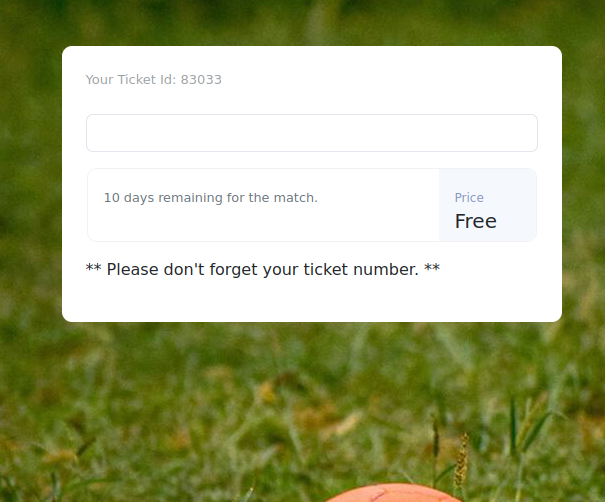 Your Ticket Id: 83033
10 days remaining for the match.
Price
Free
** Please don't forget your ticket number. **